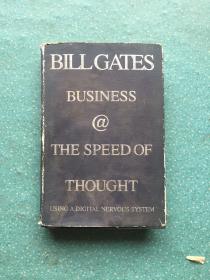 BILL GATES
BUSINESS
@
THE SPEED OF
THOUGHT
USING A DIGITAL NERVOUS SYSTEM